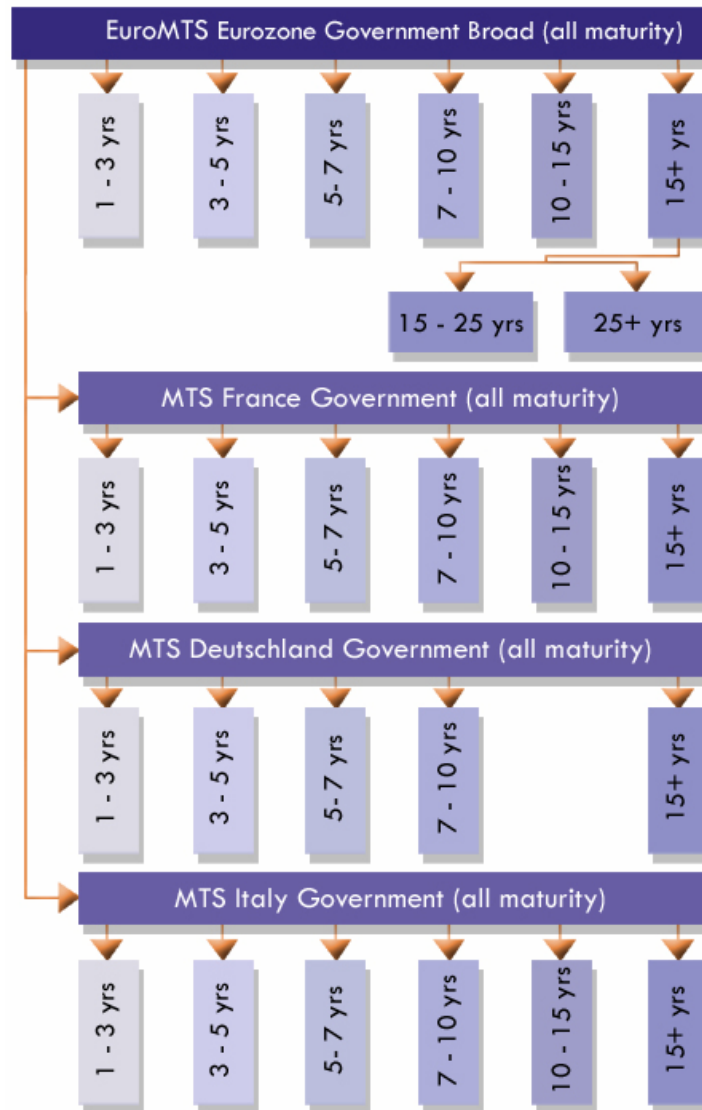 EuroMTS Eurozone Government Broad (all maturity)
1 - 3 yrs
3 - 5 yrs
5- 7 yrs
7 - 10 yrs
10 - 15 yrs
15+ yrs
15 - 25 yrs
25+ yrs
MTS France Government (all maturity)
1 - 3 yrs
3 - 5 yrs
5- 7 yrs
7 - 10 yrs
10 - 15 yrs
15+ yrs
MTS Deutschland Government (all maturity)
1 - 3 yrs
3 - 5 yrs
5- 7 yrs
7 - 10 yrs
15+ yrs
MTS Italy Government (all maturity)
1 - 3 yrs
3 - 5 yrs
5- 7 yrs
7 - 10 yrs
10 - 15 yrs
15+ yrs